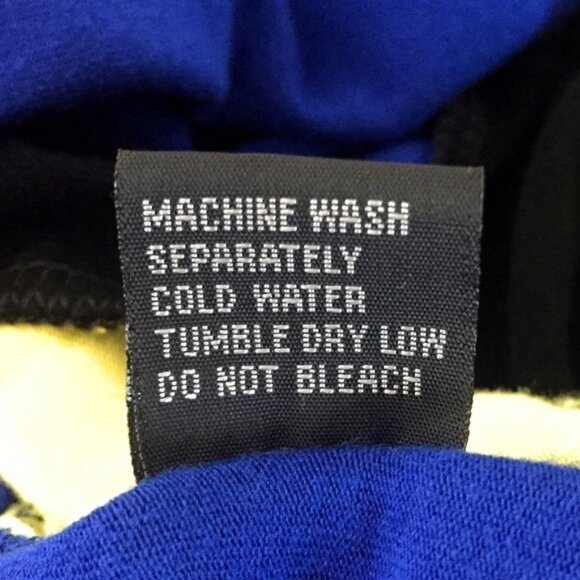 MACHINE WASH
SEPARATELY
COLD WATER
TUMBLE DRY LOW
DO NOT BLEACH